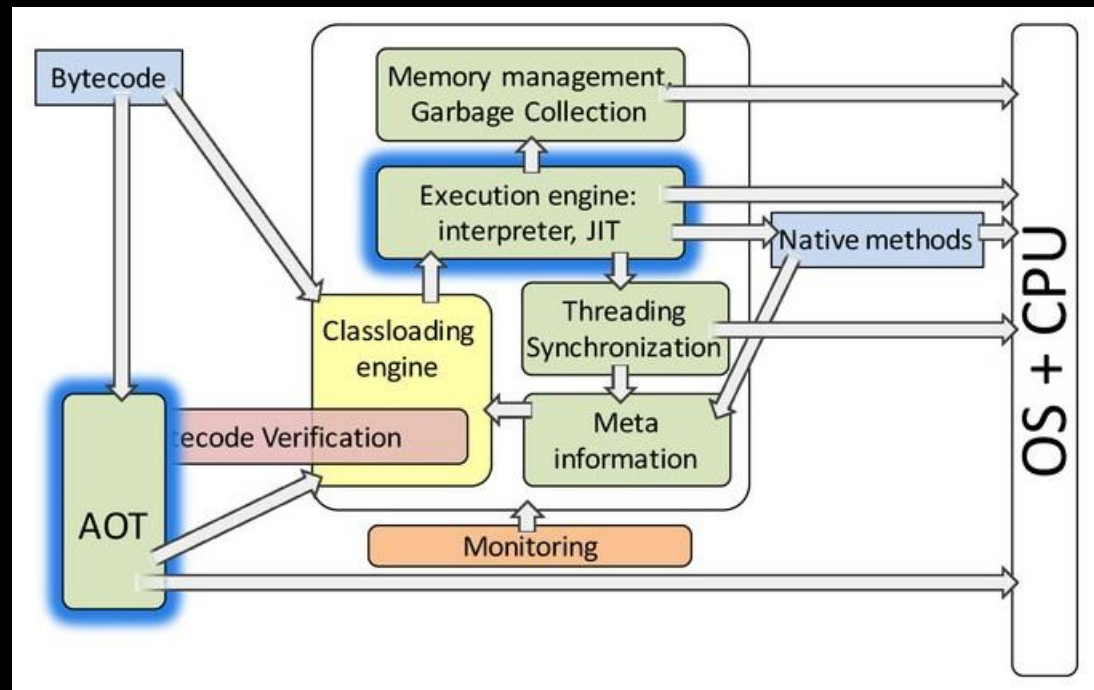 Bytecode
Memory management,
Garbage Collection
Execution engine:
interpreter, JIT
Native methods
Classloading
engine
Threading
Synchronization
tecode Verification
Meta
information
AOT
Monitoring
OS + CPU